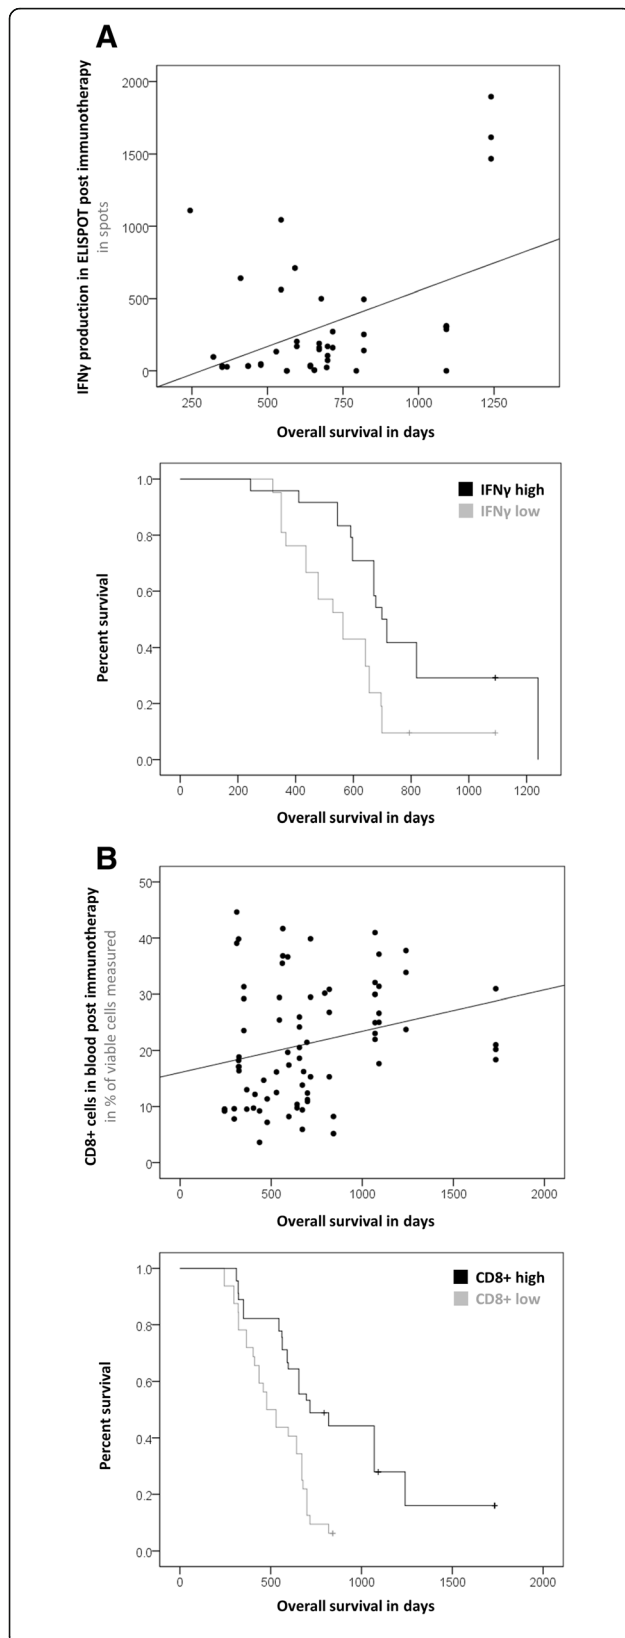 A
IFNγ production in ELISPOT post immunotherapy
in spots
2000
1500
1000
500
0
250 500 750 1000 1250
Overall survival in days
IFNγ high
IFNγ low
Percent survival
1.0
0.8
0.6
0.4
0.2
0.0
0 200 400 600 800 1000 1200
Overall survival in days
B
CD8+ cells in blood post immunotherapy
in % of viable cells measured
50
40
30
20
10
0
0 500 1000 1500 2000
Overall survival in days
CD8+ high
CD8+ low
Percent survival
1.0
0.8
0.6
0.4
0.2
0.0
0 500 1000 1500 2000
Overall survival in days